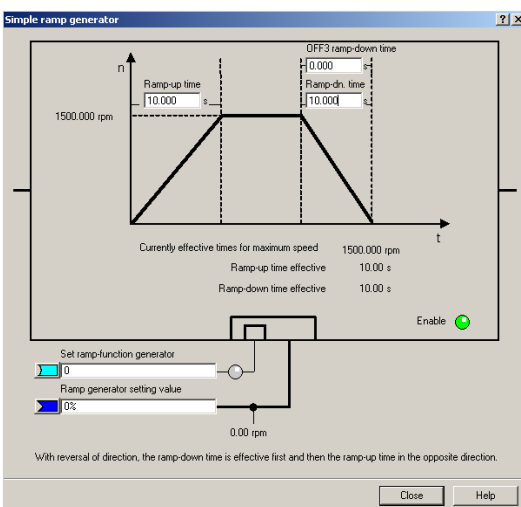 Simple ramp generator
OFF3 ramp-down time
n
0.000 s
Ramp-up time
Ramp-dn. time
10.000 s
10.000 s
1500.000 rpm
t
Currently effective times for maximum speed 1500.000 rpm
Ramp-up time effective 10.00 s
Ramp-down time effective 10.00 s
Enable
Set ramp-function generator
0
Ramp generator setting value
0%
0.00 rpm
With reversal of direction, the ramp-down time is effective first and then the ramp-up time in the opposite direction.
Close
Help